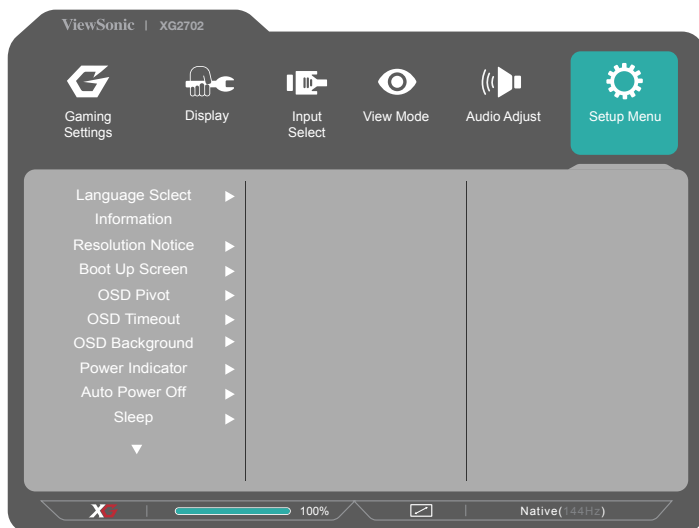 ViewSonic | XG2702
Gaming Settings
Display
Input Select
View Mode
Audio Adjust
Setup Menu
Language Sclect
Information
Resolution Notice
Boot Up Screen
OSD Pivot
OSD Timeout
OSD Background
Power Indicator
Auto Power Off
Sleep
XG | 100% | Native(144Hz)